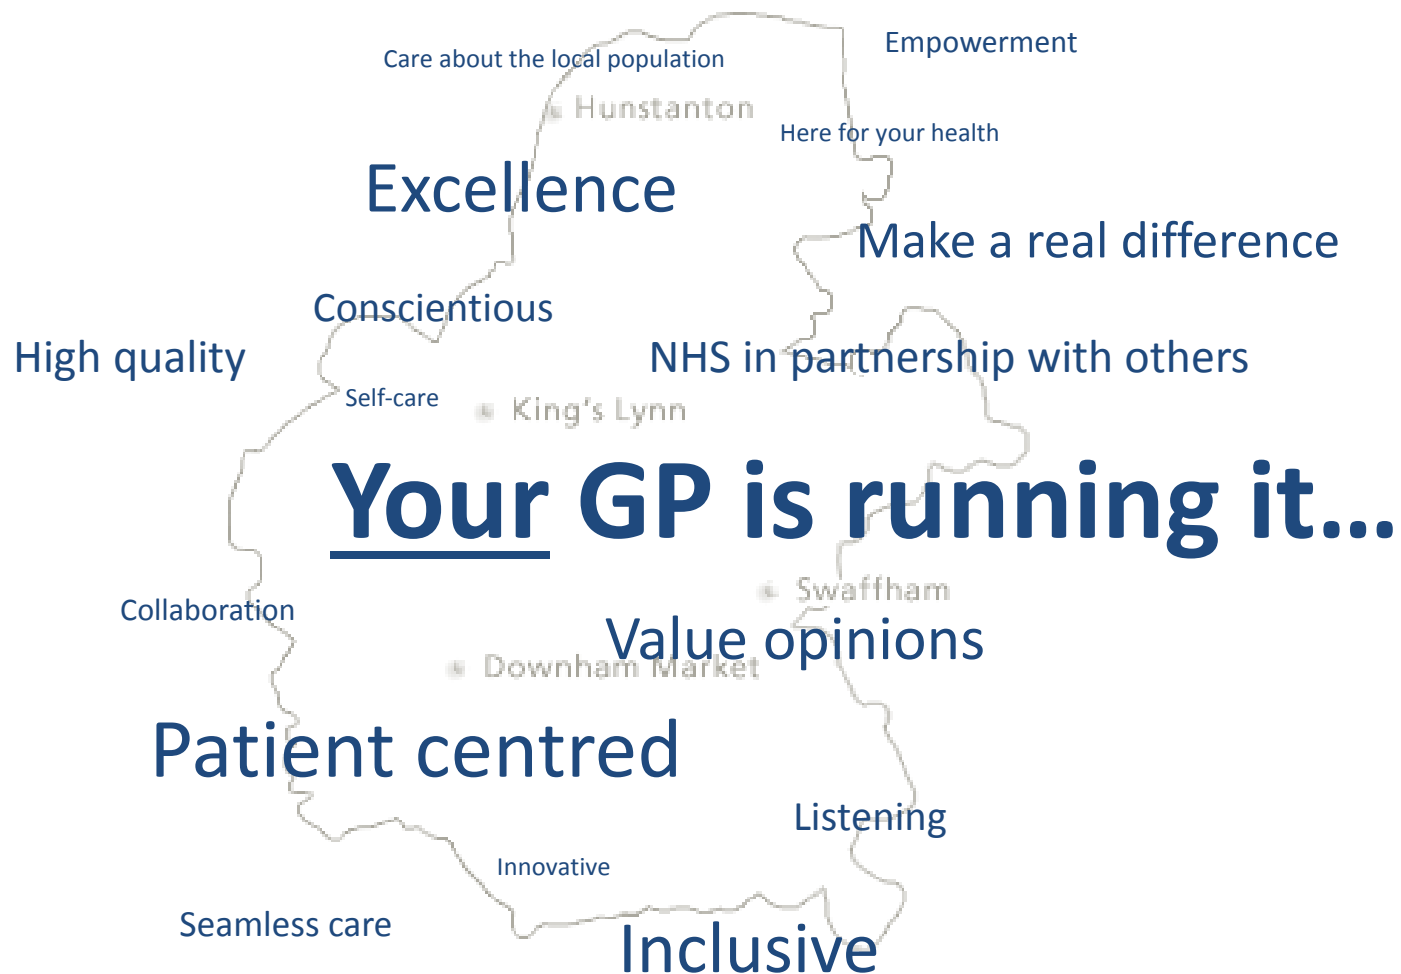 Empowerment
Care about the local population
Hunstanton
Here for your health
Excellence
Make a real difference
Conscientious
High quality
NHS in partnership with others
Self-care
King's Lynn
Your GP is running it...
Swaffham
Collaboration
Value opinions
Downham Market
Patient centred
Listening
Innovative
Seamless care
Inclusive